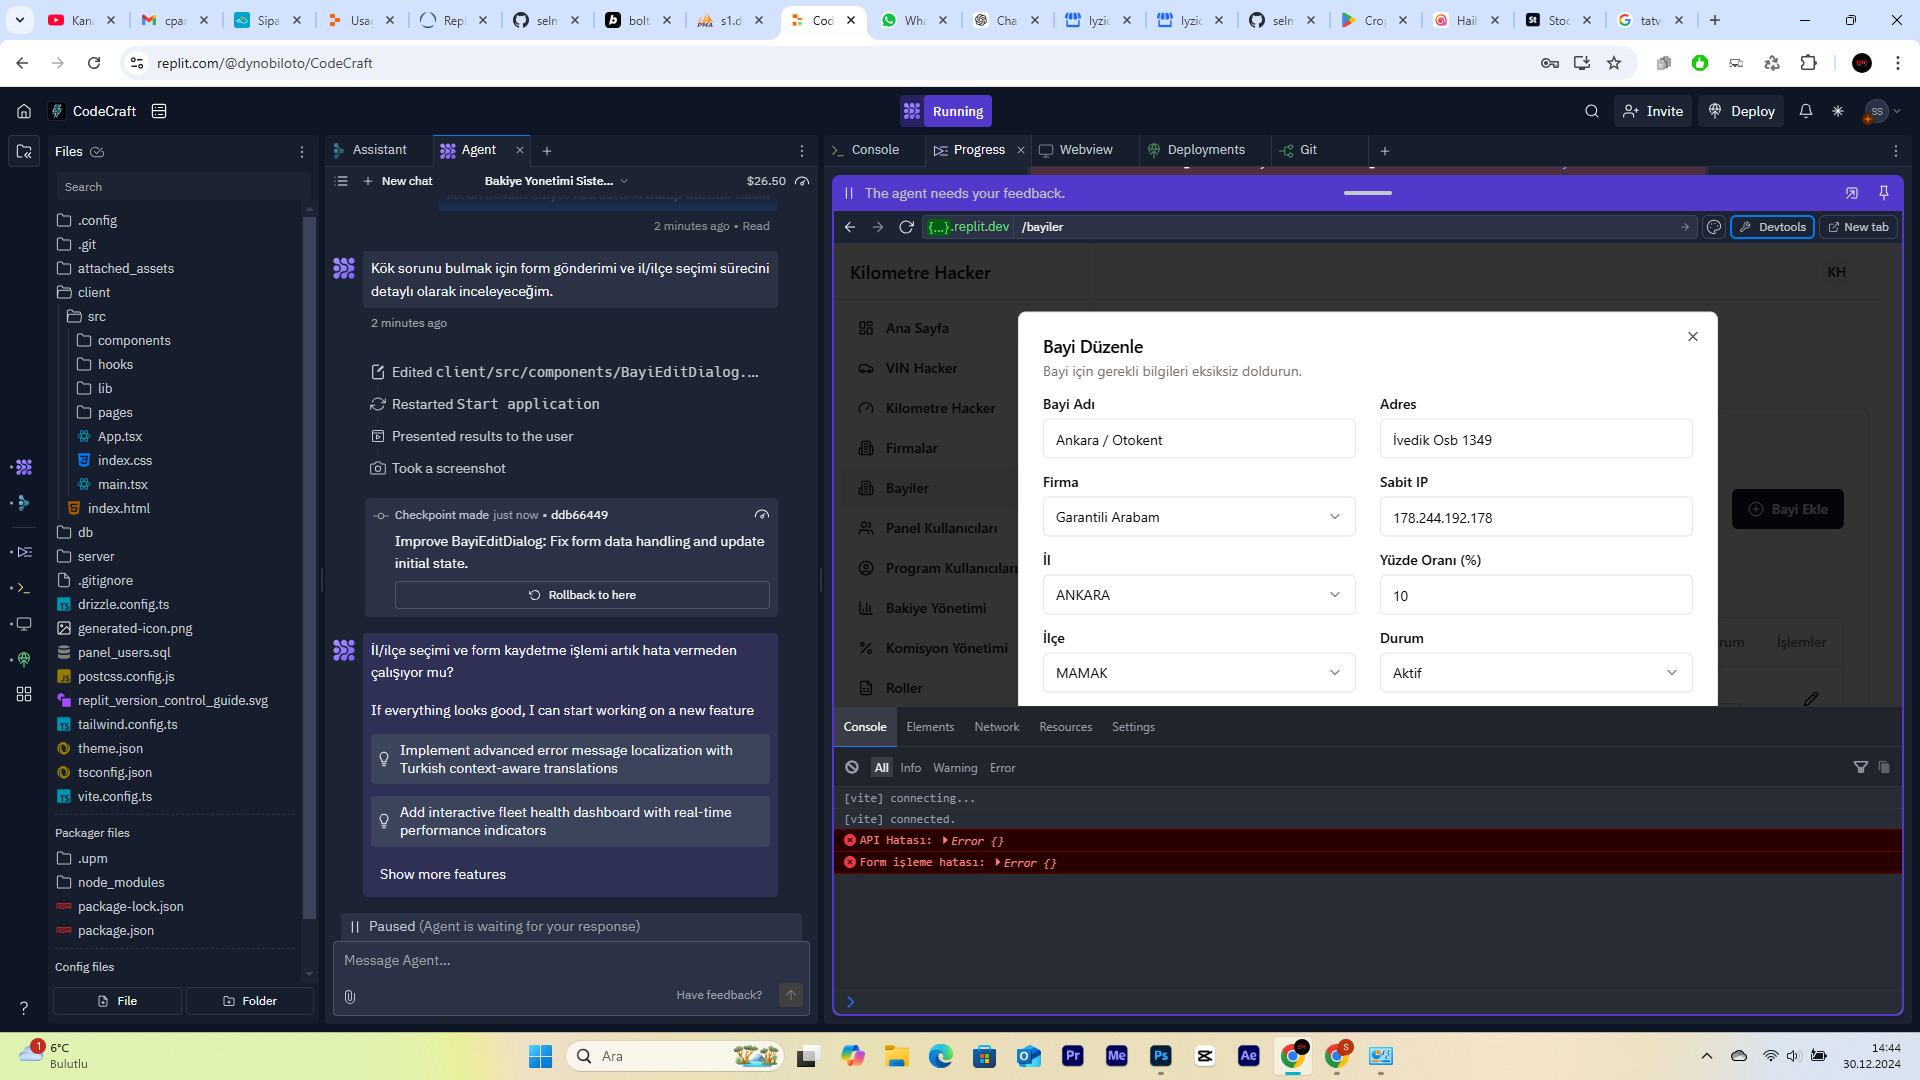 Kana
cpan
Sipa
Usag
Repl
seln
bolt
s1.d
Cod
Wha
Cha
lyzic
lyzic
seln
Crop
Hail
Stoc
tatv
replit.com/@dynobiloto/CodeCraft
CodeCraft
Running
Invite
Deploy
SS
Files
Search
.config
.git
attached_assets
client
src
components
hooks
lib
pages
App.tsx
index.css
main.tsx
index.html
db
server
.gitignore
drizzle.config.ts
generated-icon.png
panel_users.sql
postcss.config.js
replit_version_control_guide.svg
tailwind.config.ts
theme.json
tsconfig.json
vite.config.ts
Packager files
.upm
node_modules
package-lock.json
package.json
Config files
File
Folder
Assistant
Agent
New chat
Bakiye Yonetimi Siste...
$26.50
2 minutes ago • Read
Kök sorunu bulmak için form gönderimi ve il/ilçe seçimi sürecini
detaylı olarak inceleyeceğim.
2 minutes ago
Edited client/src/components/BayiEditDialog.…
Restarted Start application
Presented results to the user
Took a screenshot
Checkpoint made just now • ddb66449
Improve BayiEditDialog: Fix form data handling and update
initial state.
Rollback to here
İl/ilçe seçimi ve form kaydetme işlemi artık hata vermeden
çalışıyor mu?
If everything looks good, I can start working on a new feature
Implement advanced error message localization with
Turkish context-aware translations
Add interactive fleet health dashboard with real-time
performance indicators
Show more features
Paused (Agent is waiting for your response)
Message Agent...
Have feedback?
Console
Progress
Webview
Deployments
Git
The agent needs your feedback.
{...}.replit.dev
/bayiler
Devtools
New tab
Kilometre Hacker
KH
Ana Sayfa
VIN Hacker
Kilometre Hacker
Firmalar
Bayiler
Panel Kullanıcıları
Program Kullanıcıları
Bakiye Yönetimi
Komisyon Yönetimi
Roller
Bayi Ekle
rum
İşlemler
Bayi Düzenle
Bayi için gerekli bilgileri eksiksiz doldurun.
Bayi Adı
Adres
Ankara / Otokent
İvedik Osb 1349
Firma
Sabit IP
Garantili Arabam
178.244.192.178
İl
Yüzde Oranı (%)
ANKARA
10
İlçe
Durum
MAMAK
Aktif
Console
Elements
Network
Resources
Settings
All
Info
Warning
Error
[vite] connecting...
[vite] connected.
API Hatası: Error {}
Form işleme hatası: Error {}
1
6°C
Bulutlu
Ara
Pr
Me
Ps
Ae
S
14:44
30.12.2024